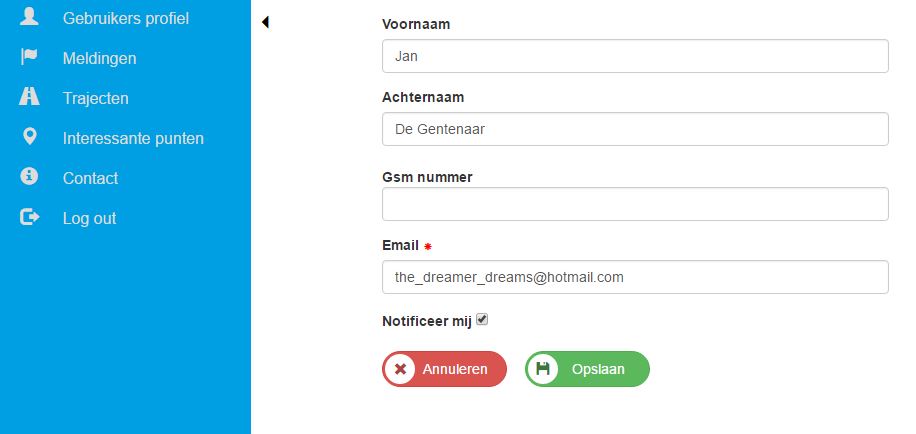 Gebruikers profiel
Meldingen
Trajecten
Interessante punten
Contact
Log out
Voornaam
Jan
Achternaam
De Gentenaar
Gsm nummer
Email *
the_dreamer_dreams@hotmail.com
Notificeer mij
Annuleren
Opslaan